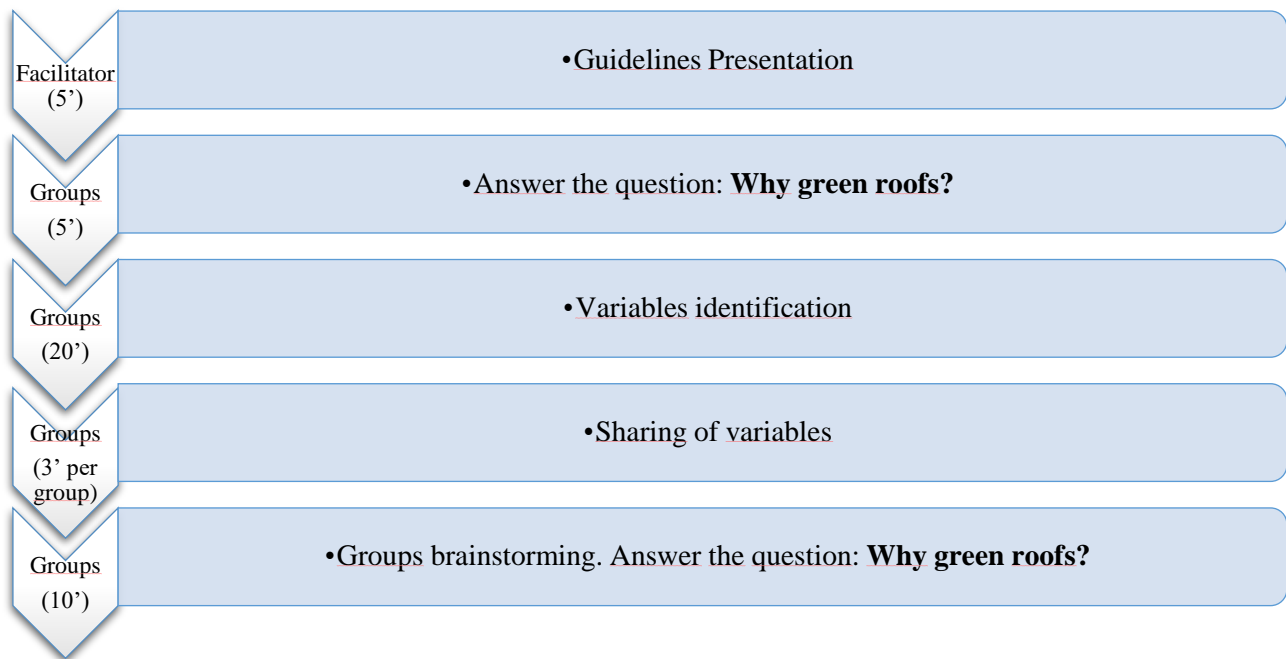 Facilitator
(5’)
•Guidelines Presentation
Groups
(5’)
•Answer the question: Why green roofs?
Groups
(20’)
•Variables identification
Groups
(3’ per
group)
•Sharing of variables
Groups
(10’)
•Groups brainstorming. Answer the question: Why green roofs?